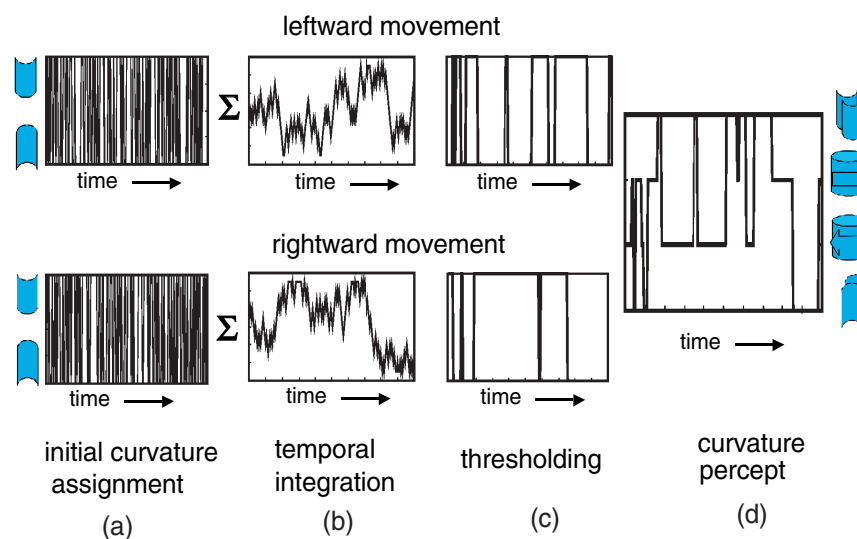 leftward movement
Σ
time
time
time
rightward movement
time
Σ
time
time
time
initial curvature assignment
temporal integration
thresholding
curvature percept
(a)
(b)
(c)
(d)